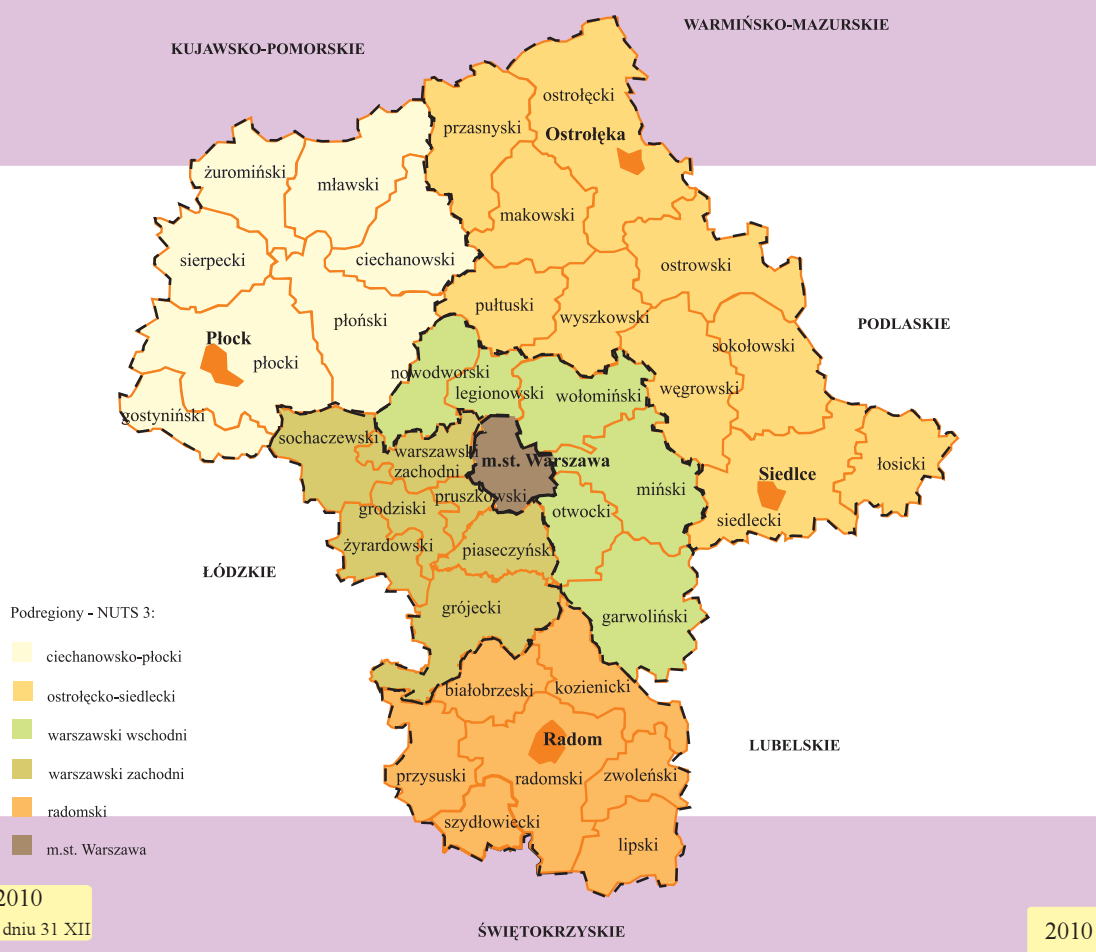 WARMIŃSKO-MAZURSKIE
KUJAWSKO-POMORSKIE
ostrołęcki
przasnyski
Ostrołęka
żuromiński
mławski
makowski
sierpecki
ciechanowski
ostrowski
pułtuski
wyszkowski
płoński
PODLASKIE
Płock
płocki
sokołowski
nowodworski
legionowski
wołomiński
węgrowski
gostyniński
sochaczewski
warszawski
zachodni
m.st. Warszawa
Siedlce
łosicki
miński
pruszkowski
grodziski
otwocki
siedlecki
żyrardowski
piaseczyński
ŁÓDZKIE
grójecki
garwoliński
Podregiony - NUTS 3:
ciechanowsko-płocki
ostrołęcko-siedlecki
warszawski wschodni
warszawski zachodni
radomski
m.st. Warszawa
białobrzeski
kozienicki
Radom
LUBELSKIE
przysuski
radomski
zwoleński
szydłowiecki
lipski
2010
dniu 31 XII
ŚWIĘTOKRZYSKIE
2010